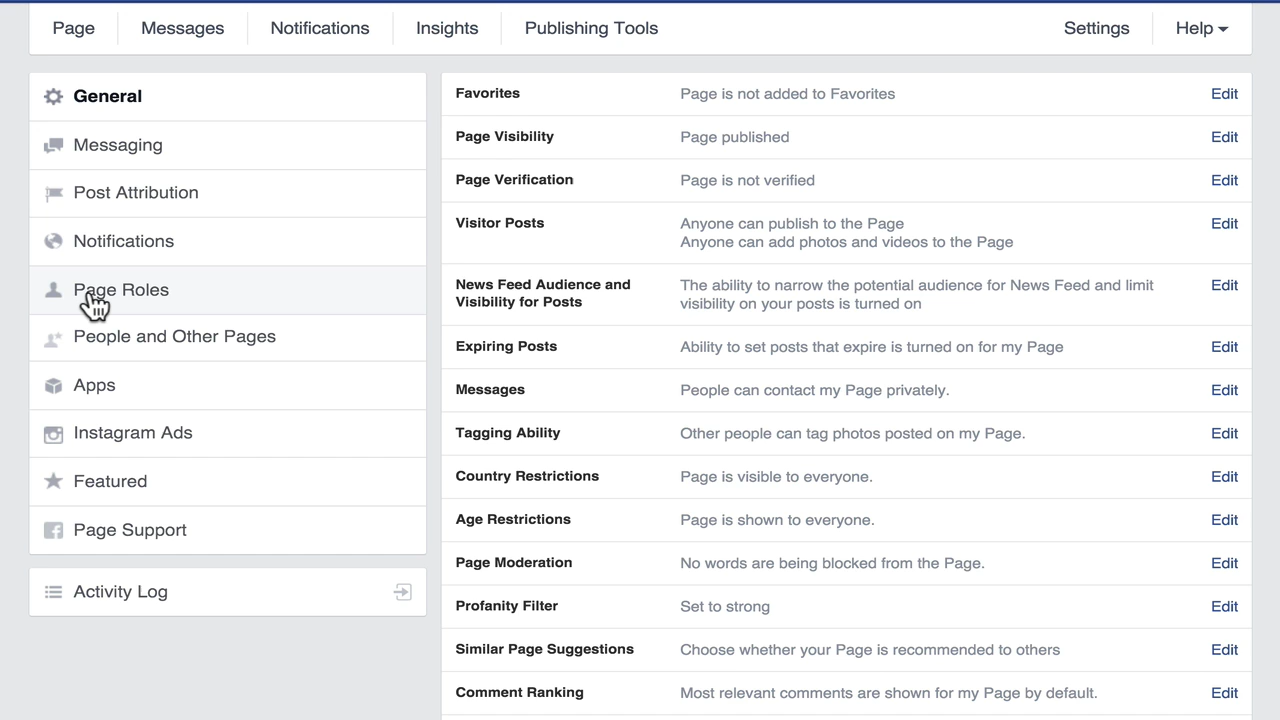 Page Messages Notifications Insights Publishing Tools Settings Help
General
Messaging
Post Attribution
Notifications
Page Roles
People and Other Pages
Apps
Instagram Ads
Featured
Page Support
Activity Log
Favorites Page is not added to Favorites Edit
Page Visibility Page published Edit
Page Verification Page is not verified Edit
Visitor Posts Anyone can publish to the Page Edit
Anyone can add photos and videos to the Page
News Feed Audience and The ability to narrow the potential audience for News Feed and limit Edit
Visibility for Posts visibility on your posts is turned on
Expiring Posts Ability to set posts that expire is turned on for my Page Edit
Messages People can contact my Page privately. Edit
Tagging Ability Other people can tag photos posted on my Page. Edit
Country Restrictions Page is visible to everyone. Edit
Age Restrictions Page is shown to everyone. Edit
Page Moderation No words are being blocked from the Page. Edit
Profanity Filter Set to strong Edit
Similar Page Suggestions Choose whether your Page is recommended to others Edit
Comment Ranking Most relevant comments are shown for my Page by default. Edit